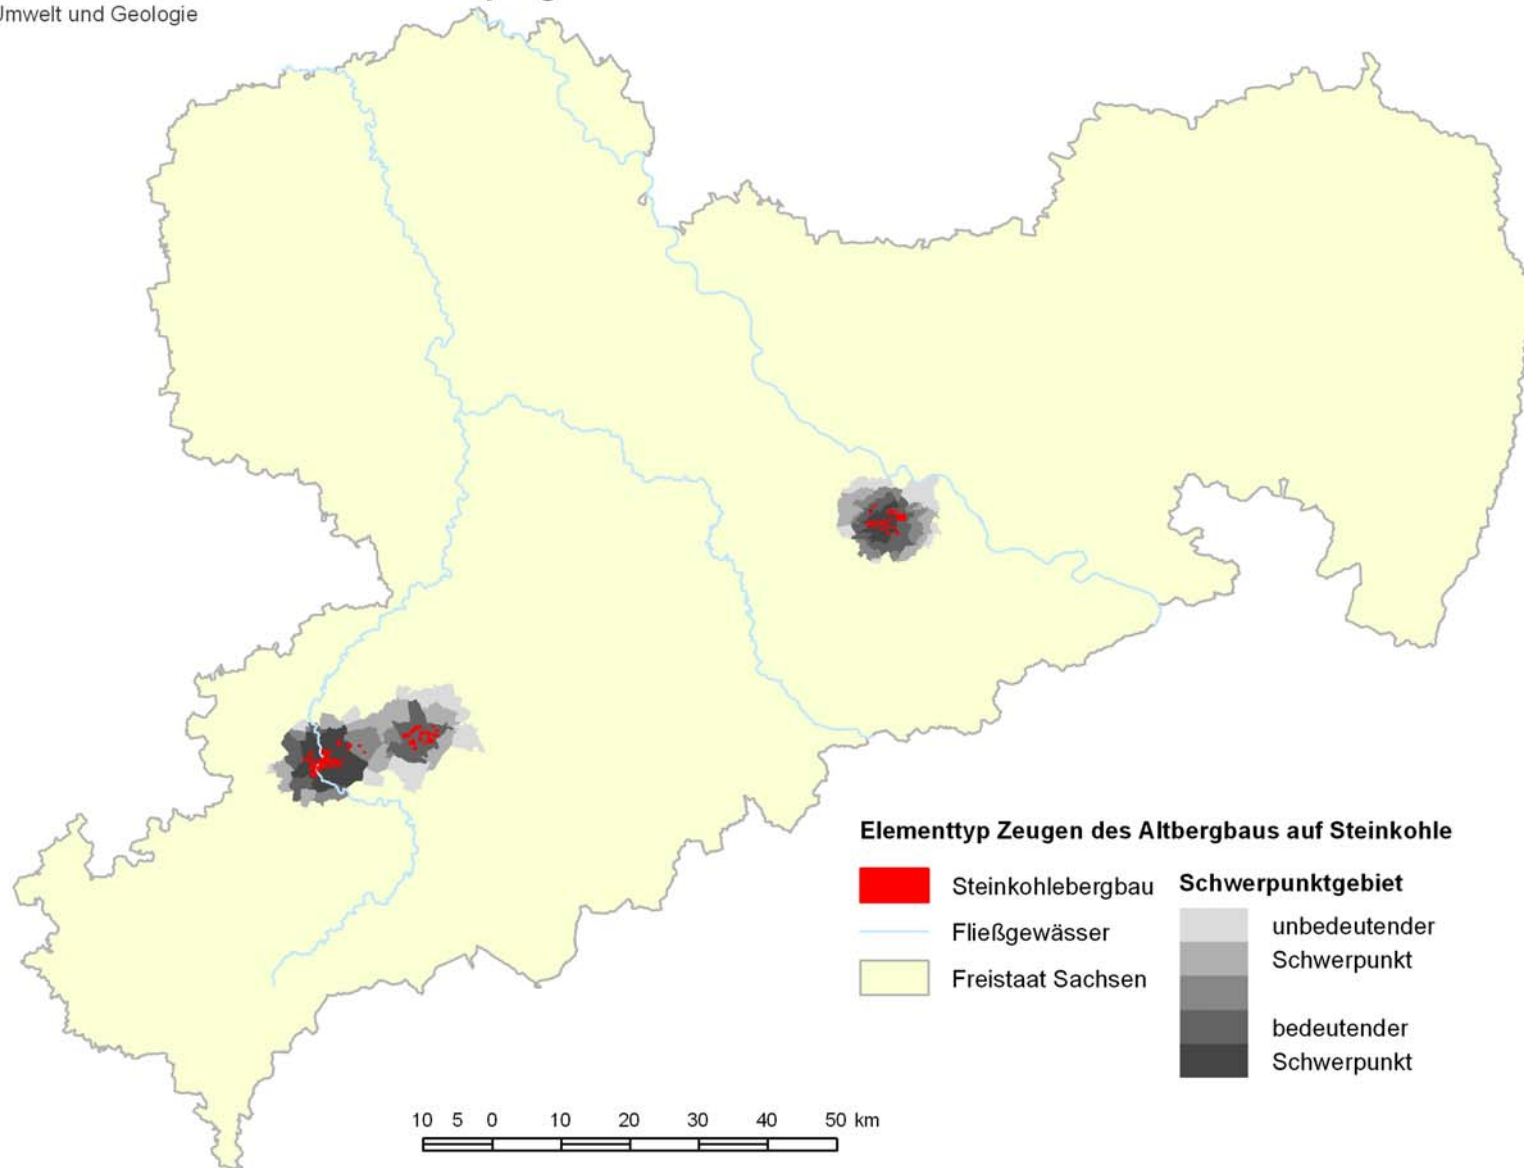 Umwelt und Geologie
Elementtyp Zeugen des Altbergbaus auf Steinkohle
Steinkohlebergbau
Fließgewässer
Freistaat Sachsen
Schwerpunktgebiet
unbedeutender
Schwerpunkt
bedeutender
Schwerpunkt
10 5 0 10 20 30 40 50 km